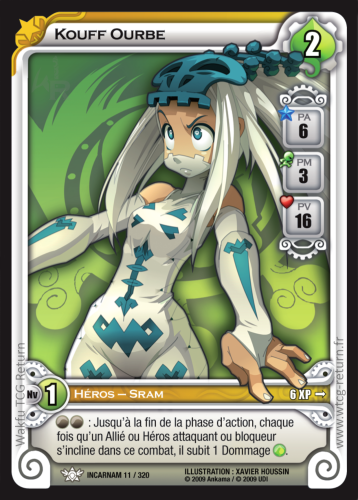 Kouff Ourbe
2
PA
6
PM
3
PV
16
Nv 1
Héros – Sram
6 XP →
: Jusqu'à la fin de la phase d'action, chaque
fois qu'un Allié ou Héros attaquant ou bloqueur
s'incline dans ce combat, il subit 1 Dommage
INCARNAM 11 / 320
ILLUSTRATION : XAVIER HOUSSIN
© 2009 Ankama / © 2009 UDI
Wakfu TCG Return
www.wtcg-return.fr